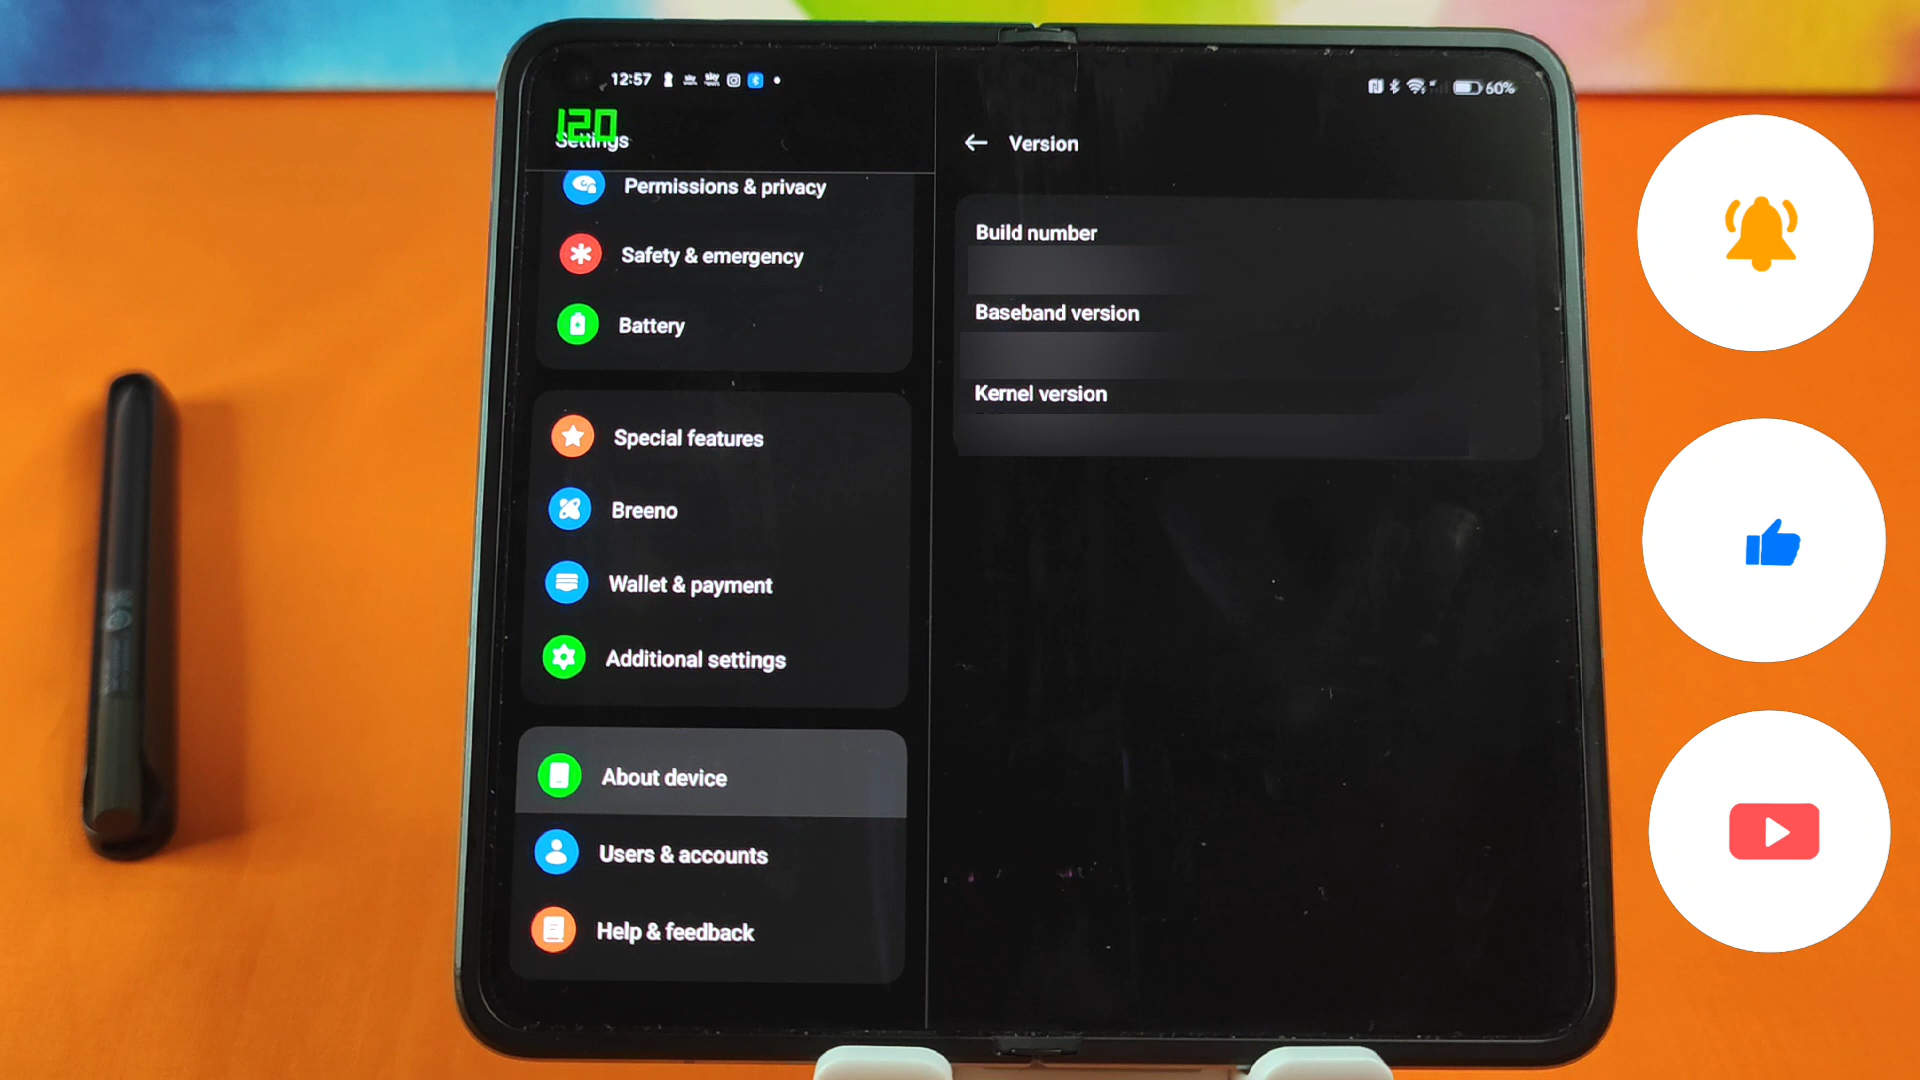 12:57
60%
120
Settings
Permissions & privacy
Safety & emergency
Battery
Special features
Breeno
Wallet & payment
Additional settings
About device
Users & accounts
Help & feedback
Version
Build number
Baseband version
Kernel version